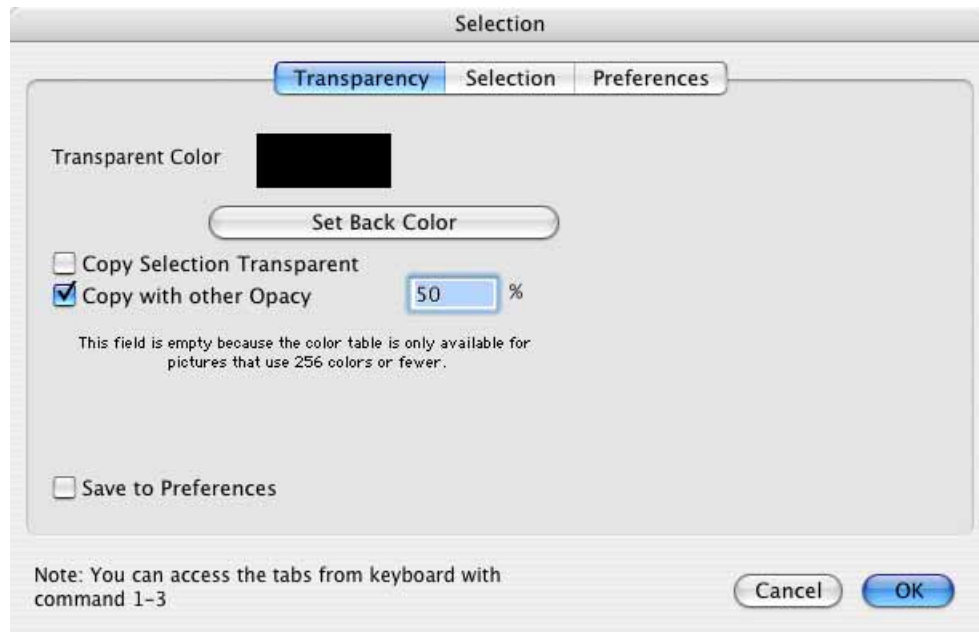 Selection
Transparency Selection Preferences
Transparent Color
Set Back Color
Copy Selection Transparent
Copy with other Opacy 50 %
This field is empty because the color table is only available for
pictures that use 256 colors or fewer.
Save to Preferences
Note: You can access the tabs from keyboard with
command 1-3
Cancel OK